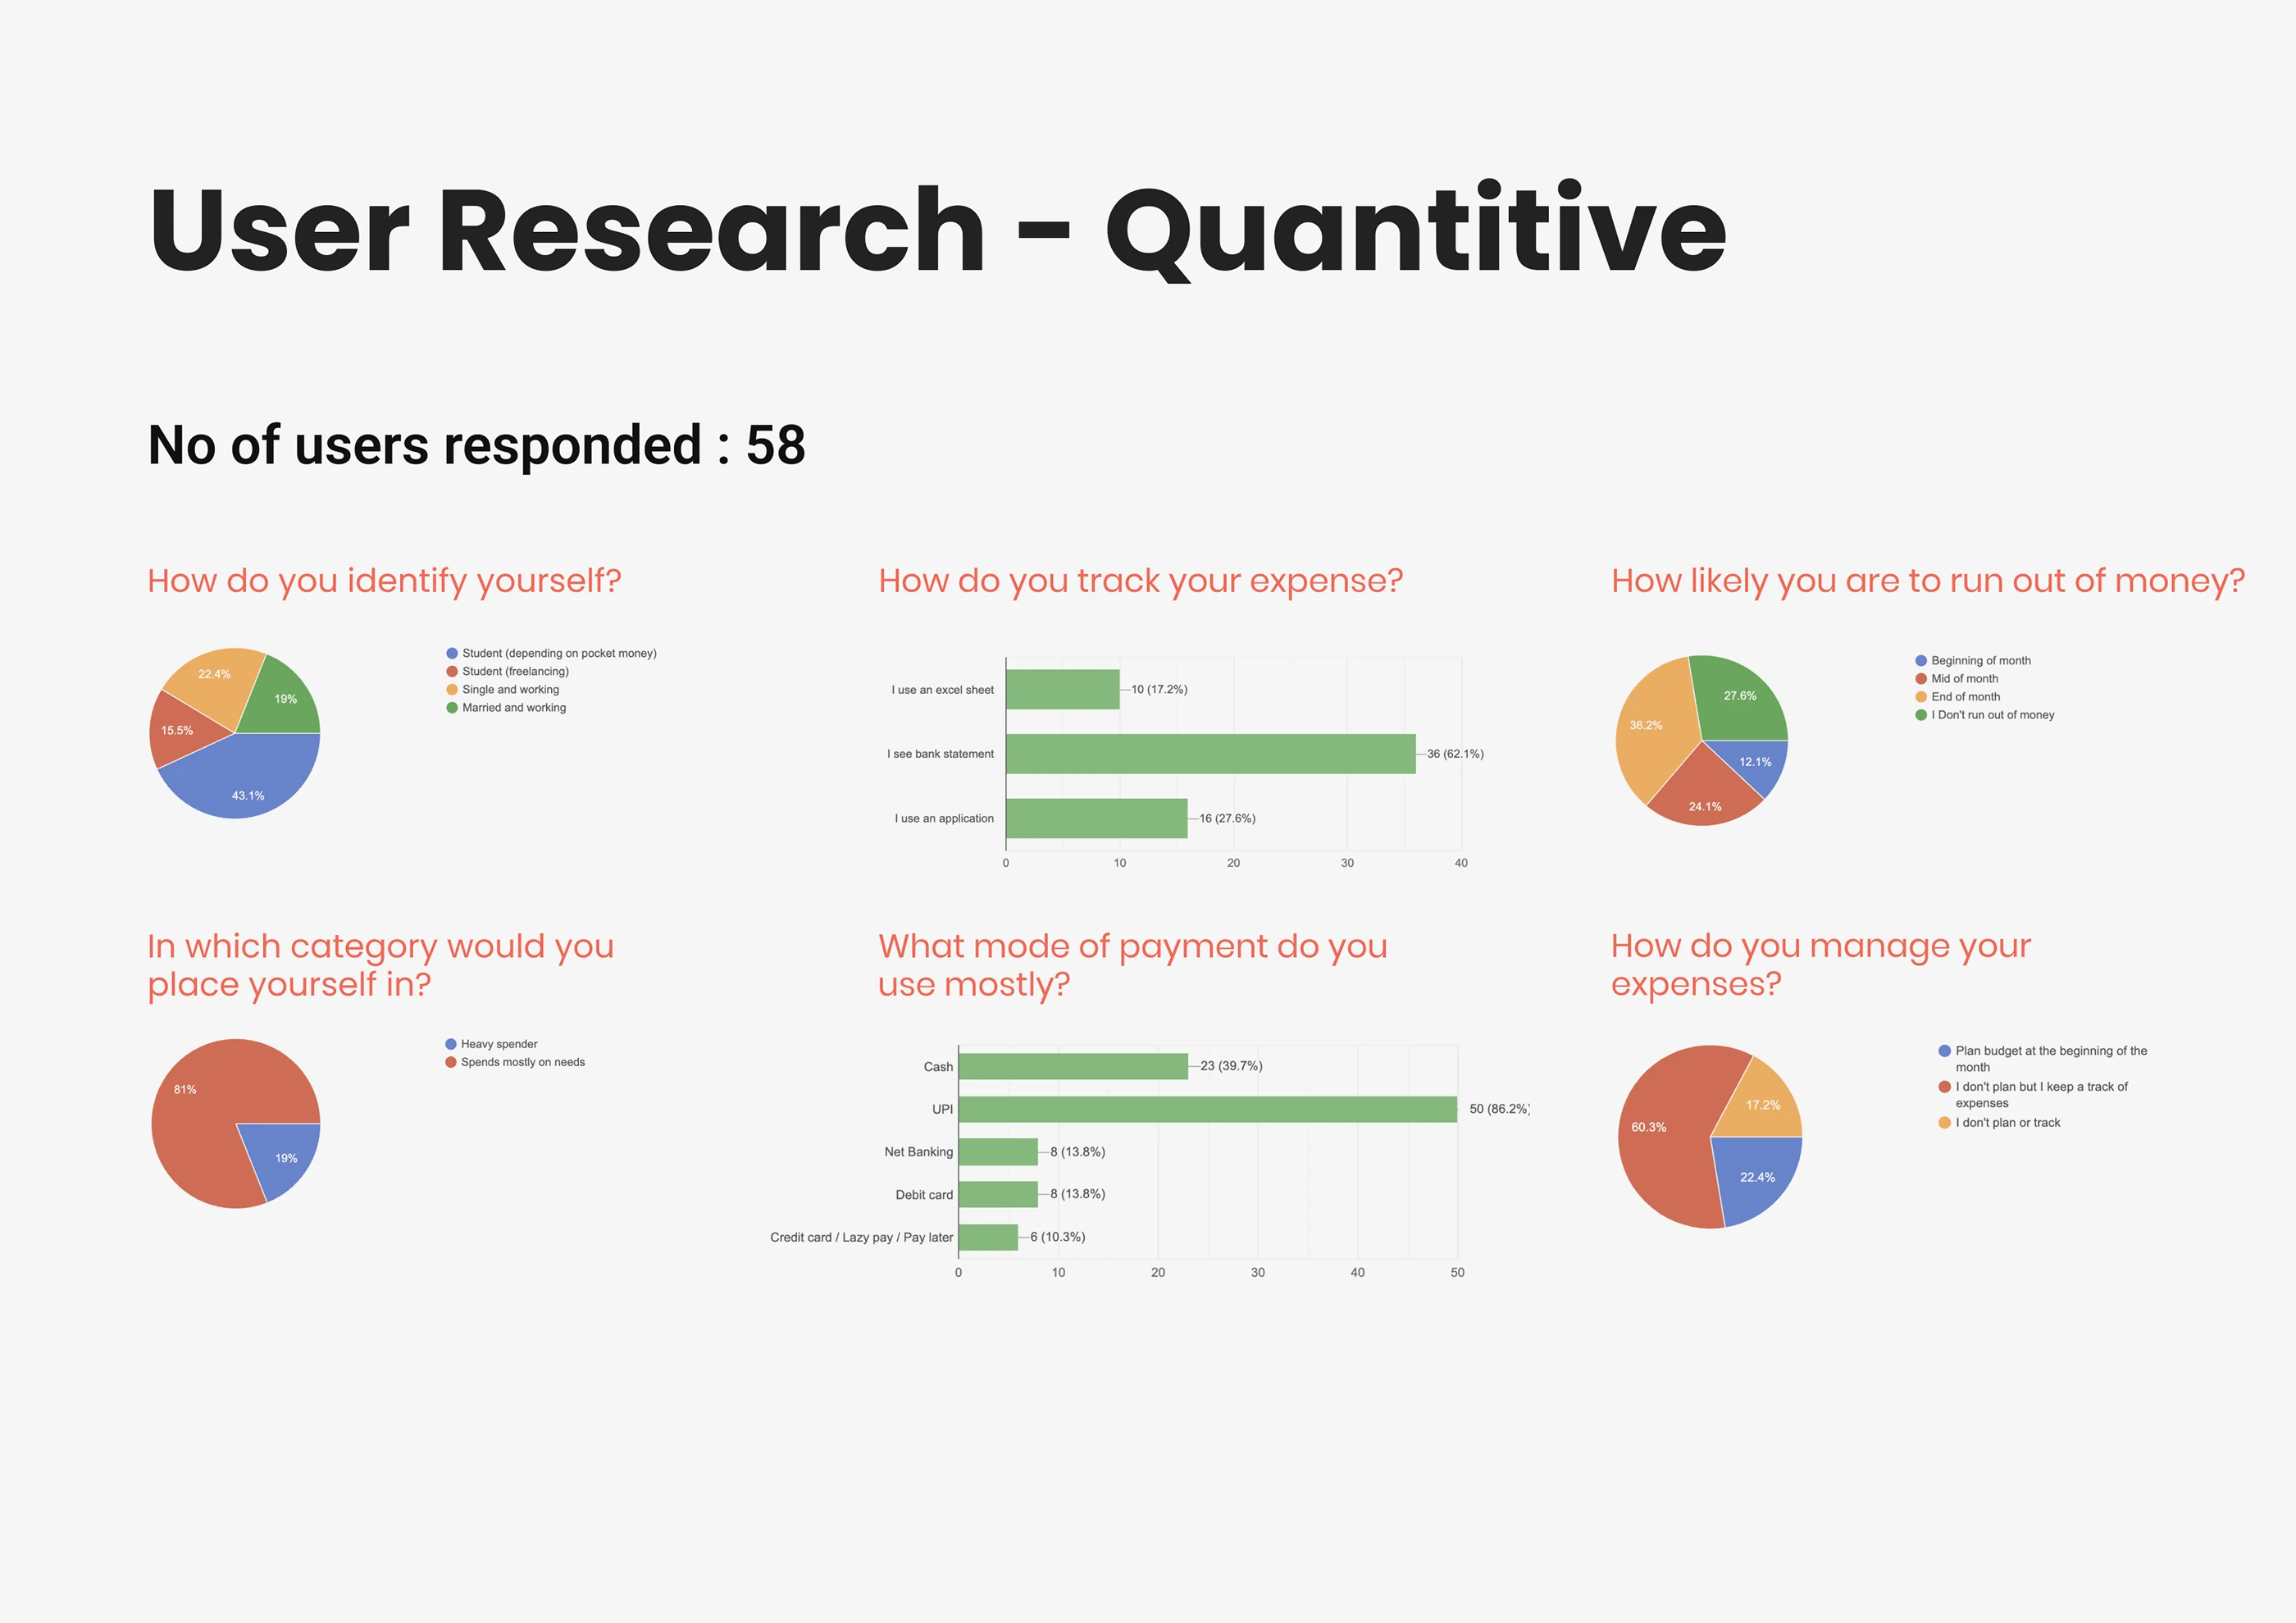 User Research - Quantitive
No of users responded : 58
How do you identify yourself?
22.4%
19%
15.5%
43.1%
Student (depending on pocket money)
Student (freelancing)
Single and working
Married and working
How do you track your expense?
I use an excel sheet
10 (17.2%)
I see bank statement
36 (62.1%)
I use an application
16 (27.6%)
0 10 20 30 40
How likely you are to run out of money?
27.6%
36.2%
12.1%
24.1%
Beginning of month
Mid of month
End of month
I Don't run out of money
In which category would you
place yourself in?
81%
19%
Heavy spender
Spends mostly on needs
What mode of payment do you
use mostly?
Cash
23 (39.7%)
UPI
50 (86.2%)
Net Banking
8 (13.8%)
Debit card
8 (13.8%)
Credit card / Lazy pay / Pay later
6 (10.3%)
0 10 20 30 40 50
How do you manage your
expenses?
17.2%
60.3%
22.4%
Plan budget at the beginning of the
month
I don't plan but I keep a track of
expenses
I don't plan or track